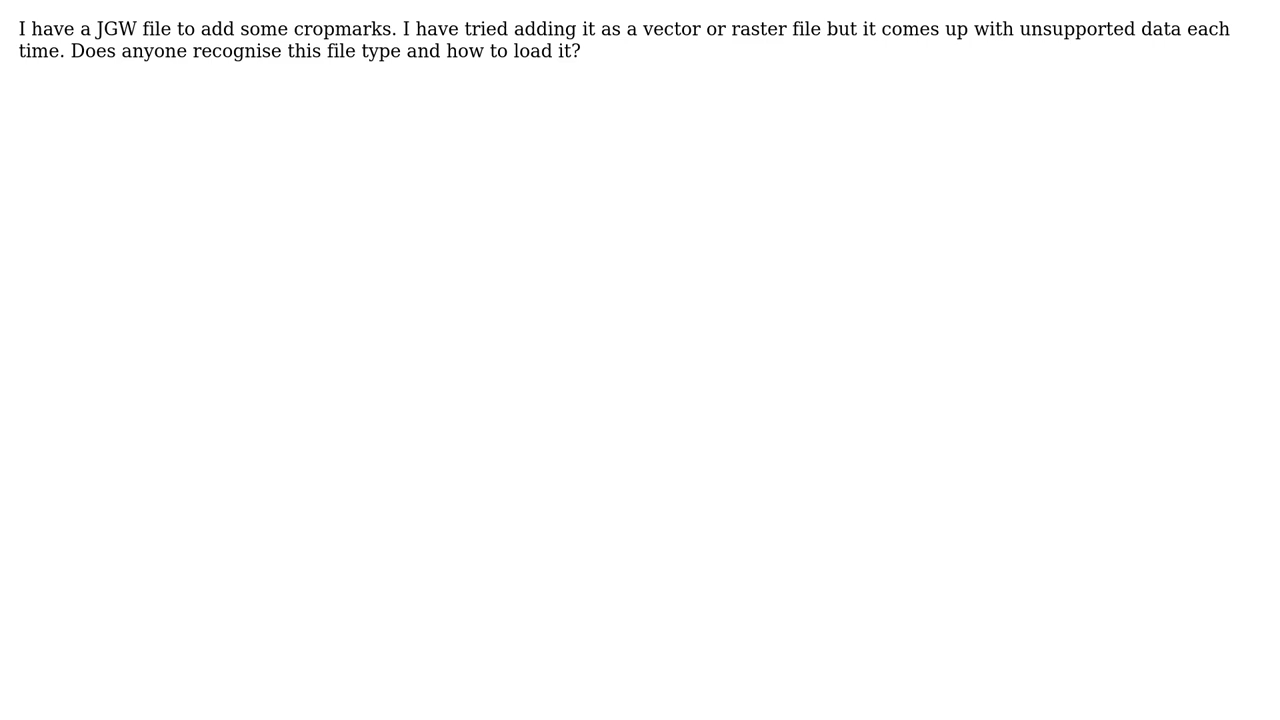 I have a JGW file to add some cropmarks. I have tried adding it as a vector or raster file but it comes up with unsupported data each
time. Does anyone recognise this file type and how to load it?